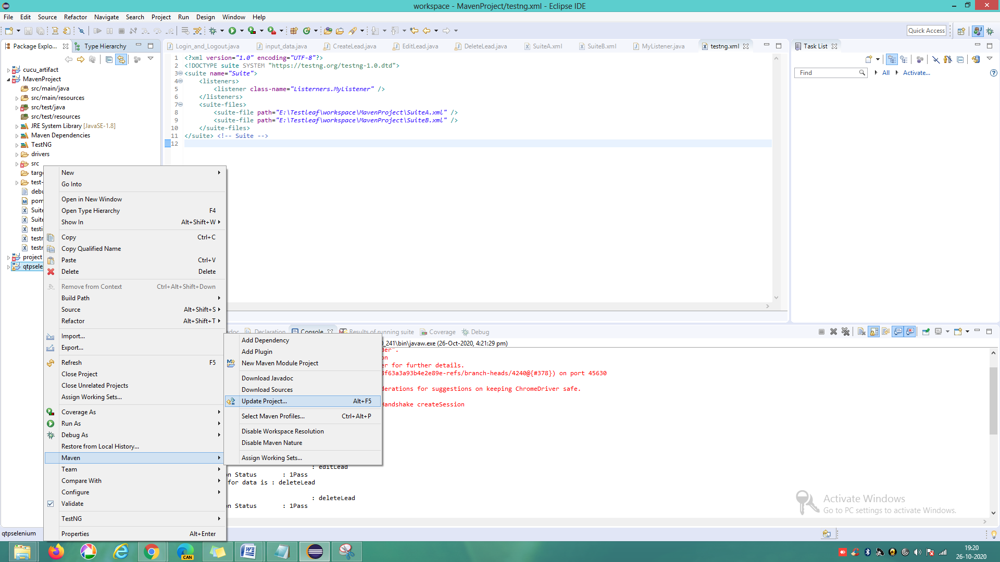 workspace - MavenProject/testng.xml - Eclipse IDE
File Edit Source Refactor Navigate Search Project Run Design Window Help
Quick Access
Package Explo...
Type Hierarchy
cucu_artifact
MavenProject
src/main/java
src/main/resources
src/test/java
src/test/resources
JRE System Library [JavaSE-1.8]
Maven Dependencies
TestNG
drivers
src
targe
test-
debu
pom
Suite
Suite
testi
testn
testn
project
qtpsele
Login_and_Logout.java input_data.java CreateLead.java EditLead.java DeleteLead.java SuiteA.xml SuiteB.xml MyListener.java testng.xml
1 <?xml version="1.0" encoding="UTF-8"?>
2 <!DOCTYPE suite SYSTEM "https://testng.org/testng-1.0.dtd">
3 <suite name="Suite">
4 <listeners>
5 <listener class-name="Listerners.MyListener" />
6 </listeners>
7 <suite-files>
8 <suite-file path="E:\Testleaf\workspace\MavenProject\SuiteA.xml" />
9 <suite-file path="E:\Testleaf\workspace\MavenProject\SuiteB.xml" />
10 </suite-files>
11 </suite> <!-- Suite -->
12
Task List
Find
All
Activate...
New
Go Into
Open in New Window
Open Type Hierarchy F4
Show In Alt+Shift+W
Copy Ctrl+C
Copy Qualified Name
Paste Ctrl+V
Delete Delete
Remove from Context Ctrl+Alt+Shift+Down
Build Path
Source Alt+Shift+S
Refactor Alt+Shift+T
Import...
Export...
Refresh F5
Close Project
Close Unrelated Projects
Assign Working Sets...
Coverage As
Run As
Debug As
Restore from Local History...
Maven
Team
Compare With
Configure
Validate
TestNG
Properties Alt+Enter
Add Dependency
Add Plugin
New Maven Module Project
Download Javadoc
Download Sources
Update Project... Alt+F5
Select Maven Profiles... Ctrl+Alt+P
Disable Workspace Resolution
Disable Maven Nature
Assign Working Sets...
doc Declaration Console Results of running suite Coverage Debug
_241\bin\javaw.exe (26-Oct-2020, 4:21:29 pm)
der".
on
er for further details.
3f63a3a93b4e2e89e-refs/branch-heads/4240@{#378}) on port 45630
derations for suggestions on keeping ChromeDriver safe.
Handshake createSession
: editLead
on Status : 1Pass
for data is : deleteLead
: deleteLead
on Status : 1Pass
Activate Windows
Go to PC settings to activate Windows.
qtpselenium
CAN
19:20
26-10-2020